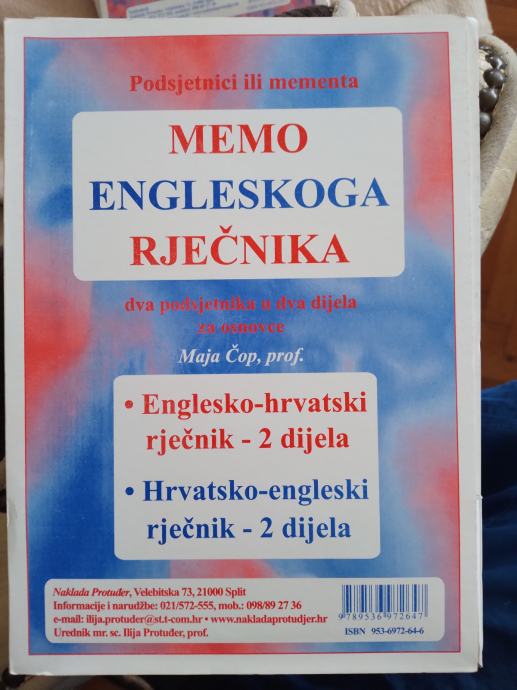 Podsjetnici ili mementa
MEMO
ENGLESKOGA
RJEČNIKA
dva podsjetnika u dva dijela
za osnovce
Maja Čop, prof.
• Englesko-hrvatski
rječnik - 2 dijela
• Hrvatsko-engleski
rječnik - 2 dijela
Naklada Protuđer, Velebitska 73, 21000 Split
Informacije i narudžbe: 021/572-555, mob.: 098/89 27 36
e-mail: ilija.protuder@st.t-com.hr • www.nakladaprotudjer.hr
Urednik mr. sc. Ilija Protuđer, prof.
9789536972647
ISBN 953-6972-64-6